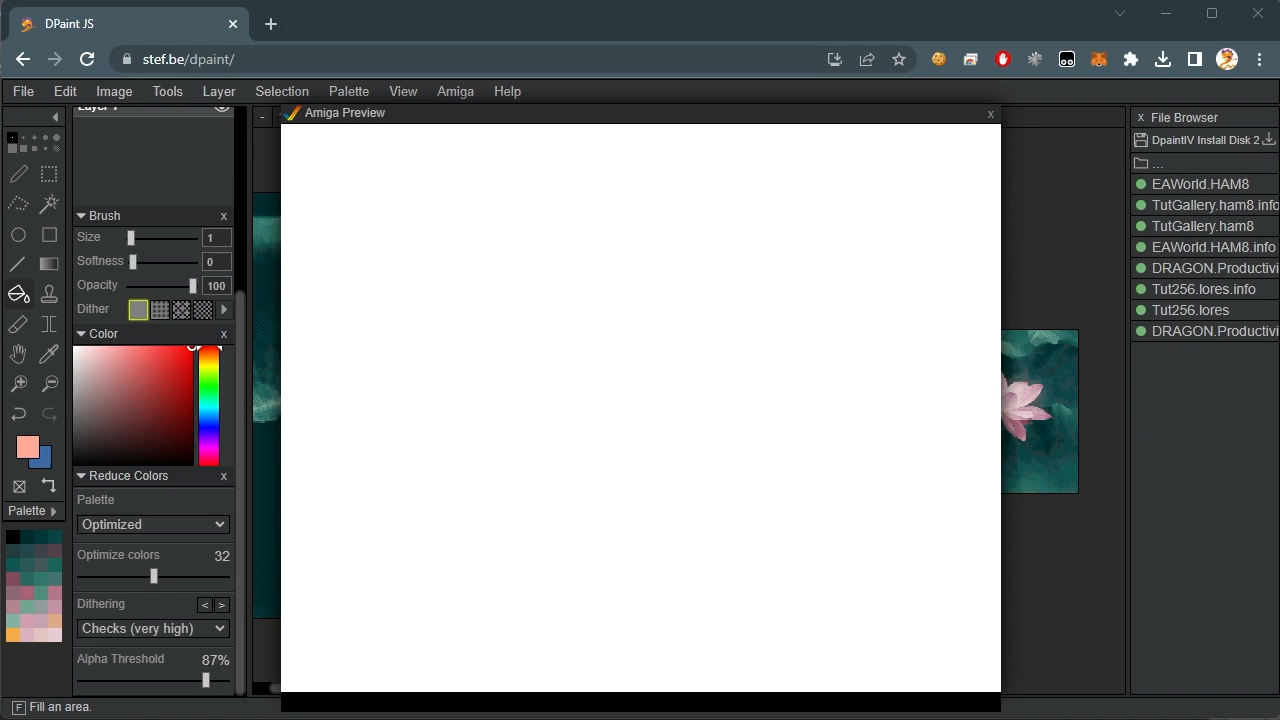 DPaint JS
stef.be/dpaint/
File Edit Image Tools Layer Selection Palette View Amiga Help
Amiga Preview x
x File Browser
DpaintIV Install Disk 2
...
EAWorld.HAM8
TutGallery.ham8.info
TutGallery.ham8
EAWorld.HAM8.info
DRAGON.Productivi
Tut256.lores.info
Tut256.lores
DRAGON.Productivi
Brush x
Size 1
Softness 0
Opacity 100
Dither
Color x
Reduce Colors x
Palette
Optimized
Optimize colors 32
Dithering < >
Checks (very high)
Alpha Threshold 87%
Palette
F Fill an area.